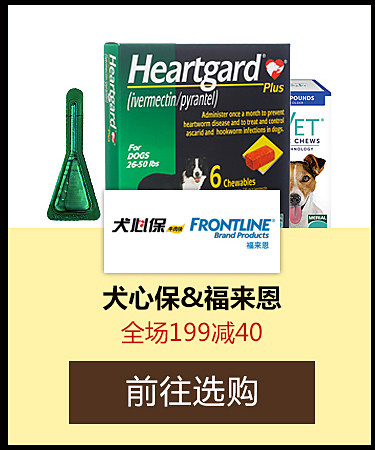 Heartgard Plus
(ivermectin/pyrantel)
Administer once a month to prevent
heartworm disease and to treat and control
ascarid and hookworm infections in dogs.
For
DOGS
26-50 lbs
6 Chewables
POUNDS
VET
CHEWS
MERIAL
犬心保
FRONTLINE
Brand Products
福来恩
犬心保&福来恩
全场199减40
前往选购